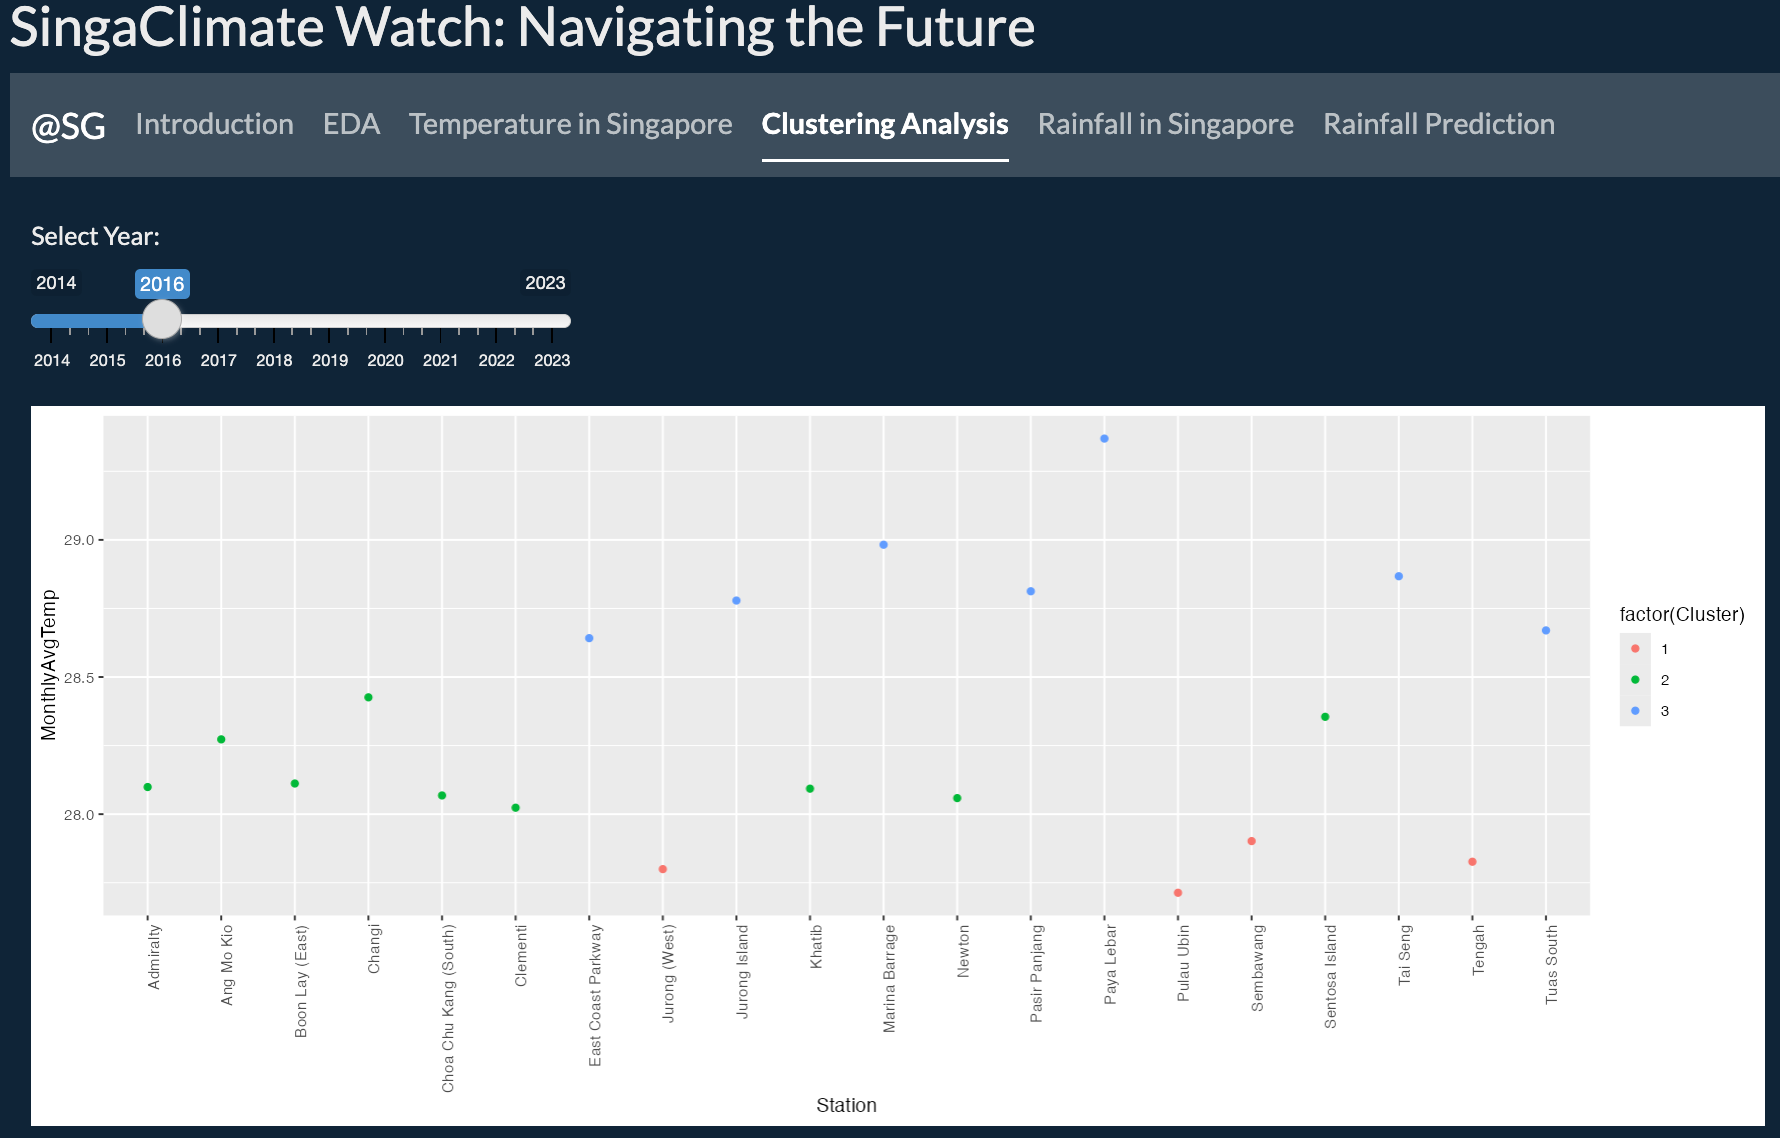 SingaClimate Watch: Navigating the Future
@SG Introduction EDA Temperature in Singapore Clustering Analysis Rainfall in Singapore Rainfall Prediction
Select Year:
2014 2016 2023
2014 2015 2016 2017 2018 2019 2020 2021 2022 2023
MonthlyAvgTemp
29.0
28.5
28.0
factor(Cluster)
1
2
3
Admiralty
Ang Mo Kio
Boon Lay (East)
Changi
Choa Chu Kang (South)
Clementi
East Coast Parkway
Jurong (West)
Jurong Island
Khatib
Marina Barrage
Newton
Pasir Panjang
Paya Lebar
Pulau Ubin
Sembawang
Sentosa Island
Tai Seng
Tengah
Tuas South
Station